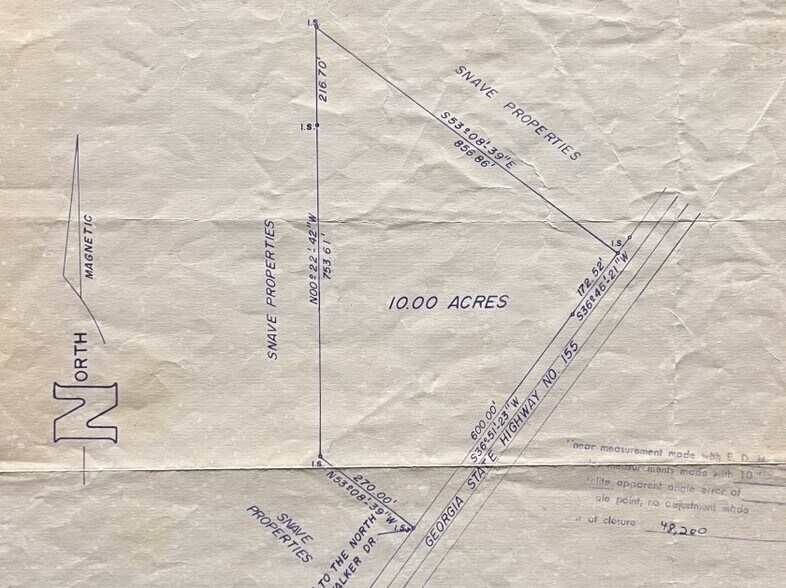 I.S.
216.70'
I.S.
SNAVE PROPERTIES
S53°08'-39"E
856.86'
I.S.
172.52'
S36°46'-21"W
MAGNETIC
NORTH
SNAVE PROPERTIES
N00°22'-42"W
753.61'
10.00 ACRES
600.00'
S36°51'-23"W
GEORGIA STATE HIGHWAY NO. 155
I.S.
270.00'
N53°08'-39"W
I.S.
SNAVE
PROPERTIES
TO THE NORTH
WALKER DR.
near measurement made with E. D. M.
measurements made with 10
apparent angle error of
point, no adjustment made
of closure 48,200